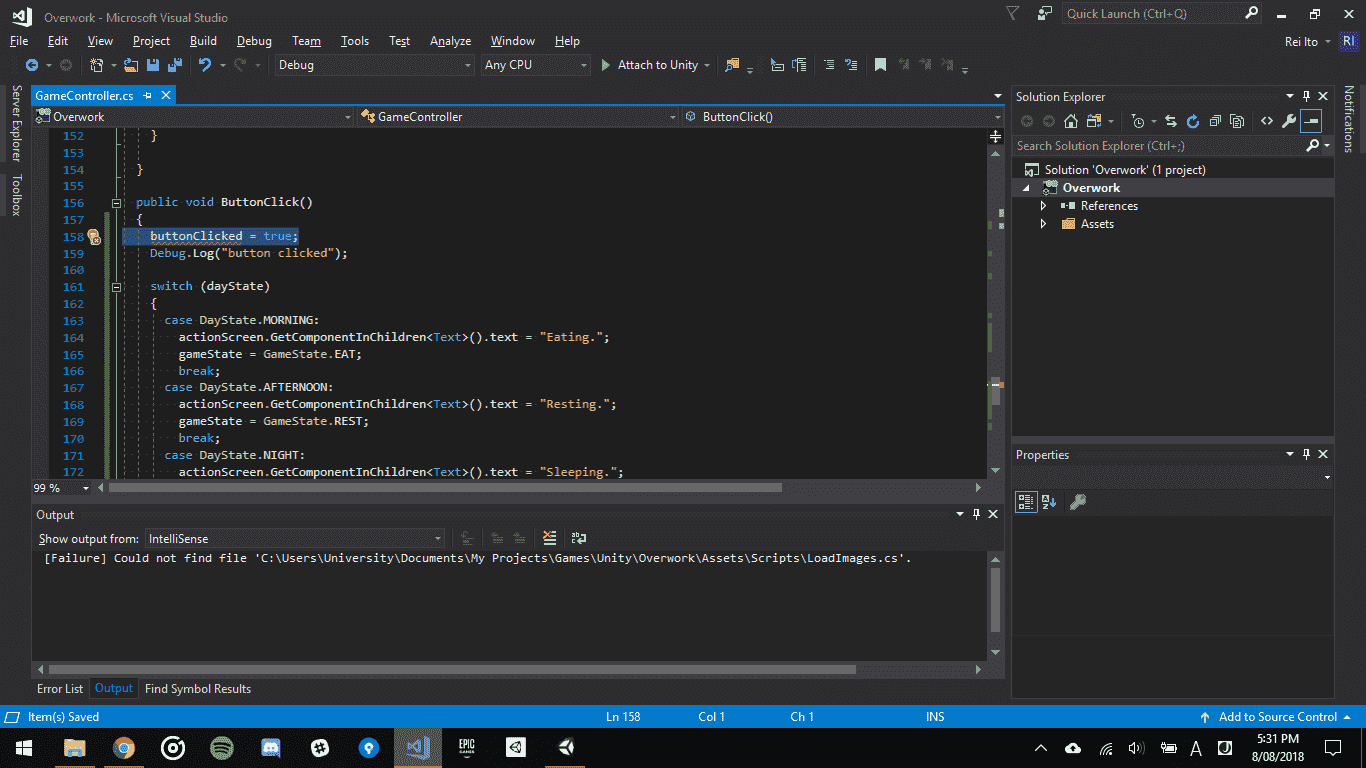 Overwork - Microsoft Visual Studio
Quick Launch (Ctrl+Q)
File Edit View Project Build Debug Team Tools Test Analyze Window Help
Rei Ito RI
Debug Any CPU Attach to Unity
Server Explorer
Toolbox
GameController.cs
Overwork GameController ButtonClick()
152 }
153
154 }
155
156 public void ButtonClick()
157 {
158 buttonClicked = true;
159 Debug.Log("button clicked");
160
161 switch (dayState)
162 {
163 case DayState.MORNING:
164 actionScreen.GetComponentInChildren<Text>().text = "Eating.";
165 gameState = GameState.EAT;
166 break;
167 case DayState.AFTERNOON:
168 actionScreen.GetComponentInChildren<Text>().text = "Resting.";
169 gameState = GameState.REST;
170 break;
171 case DayState.NIGHT:
172 actionScreen.GetComponentInChildren<Text>().text = "Sleeping.";
99 %
Output
Show output from: IntelliSense
[Failure] Could not find file 'C:\Users\University\Documents\My Projects\Games\Unity\Overwork\Assets\Scripts\LoadImages.cs'.
Error List Output Find Symbol Results
Solution Explorer
Search Solution Explorer (Ctrl+;)
Solution 'Overwork' (1 project)
Overwork
References
Assets
Properties
Notifications
Item(s) Saved Ln 158 Col 1 Ch 1 INS Add to Source Control
EPIC GAMES
A J
5:31 PM
8/08/2018